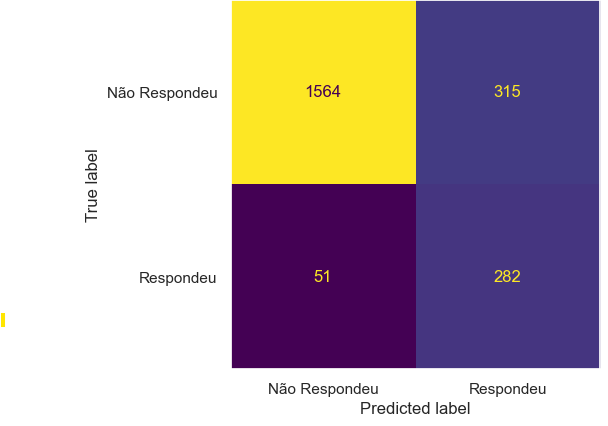 Não Respondeu
1564
315
True label
Respondeu
51
282
Não Respondeu
Respondeu
Predicted label